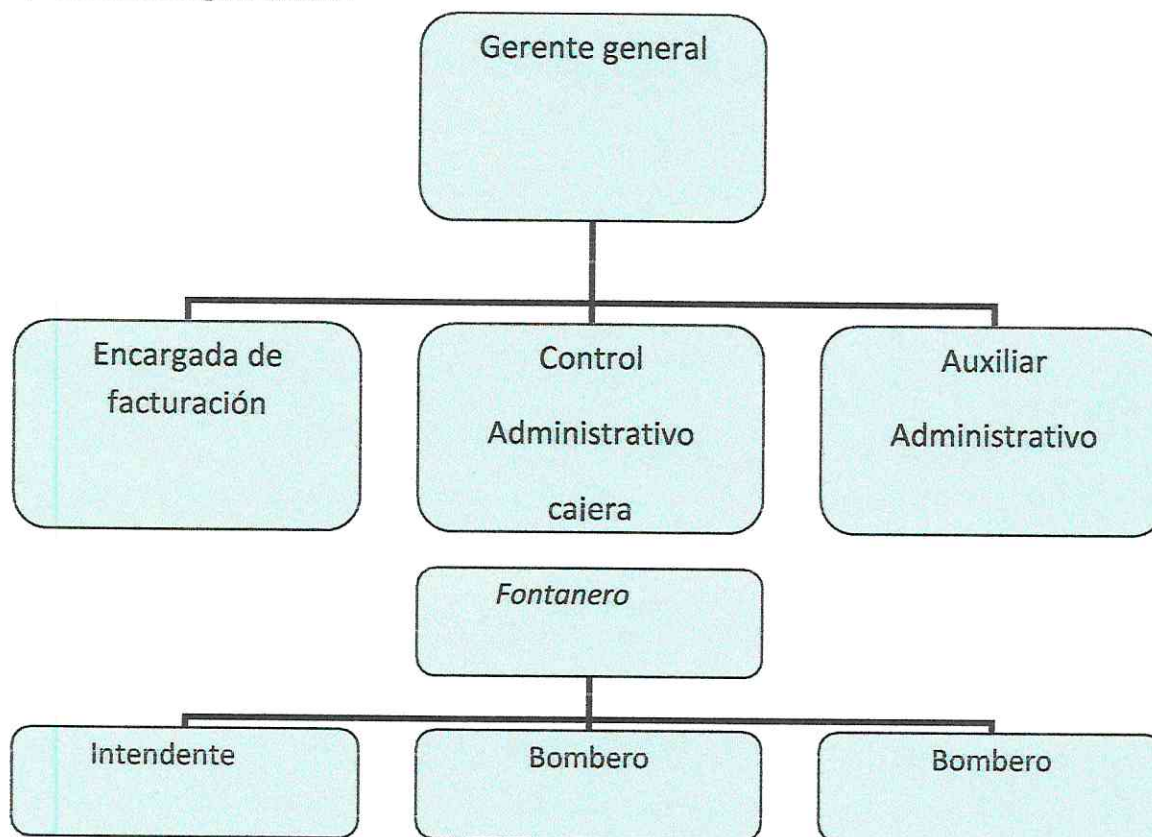 Gerente general
Encargada de
facturación
Control
Administrativo
cajera
Auxiliar
Administrativo
Fontanero
Intendente
Bombero
Bombero